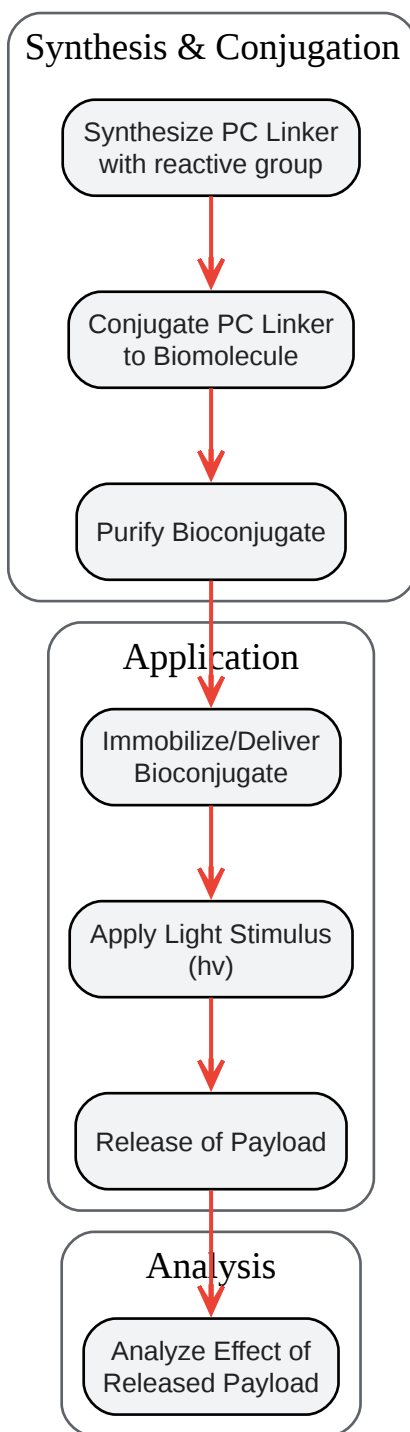 Synthesis & Conjugation
Synthesize PC Linker
with reactive group
Conjugate PC Linker
to Biomolecule
Purify Bioconjugate
Application
Immobilize/Deliver
Bioconjugate
Apply Light Stimulus
(hv)
Release of Payload
Analysis
Analyze Effect of
Released Payload